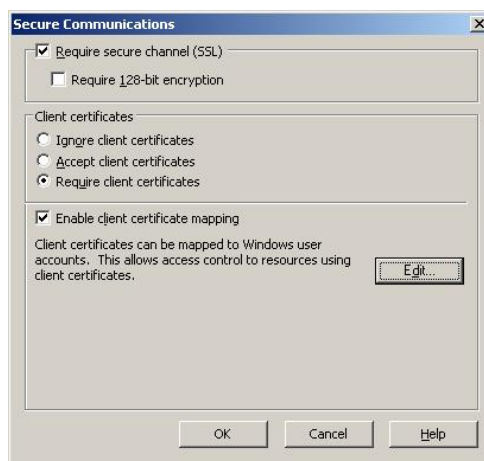 Secure Communications
Require secure channel (SSL)
Require 128-bit encryption
Client certificates
Ignore client certificates
Accept client certificates
Require client certificates
Enable client certificate mapping
Client certificates can be mapped to Windows user
accounts. This allows access control to resources using
client certificates.
Edit...
OK
Cancel
Help